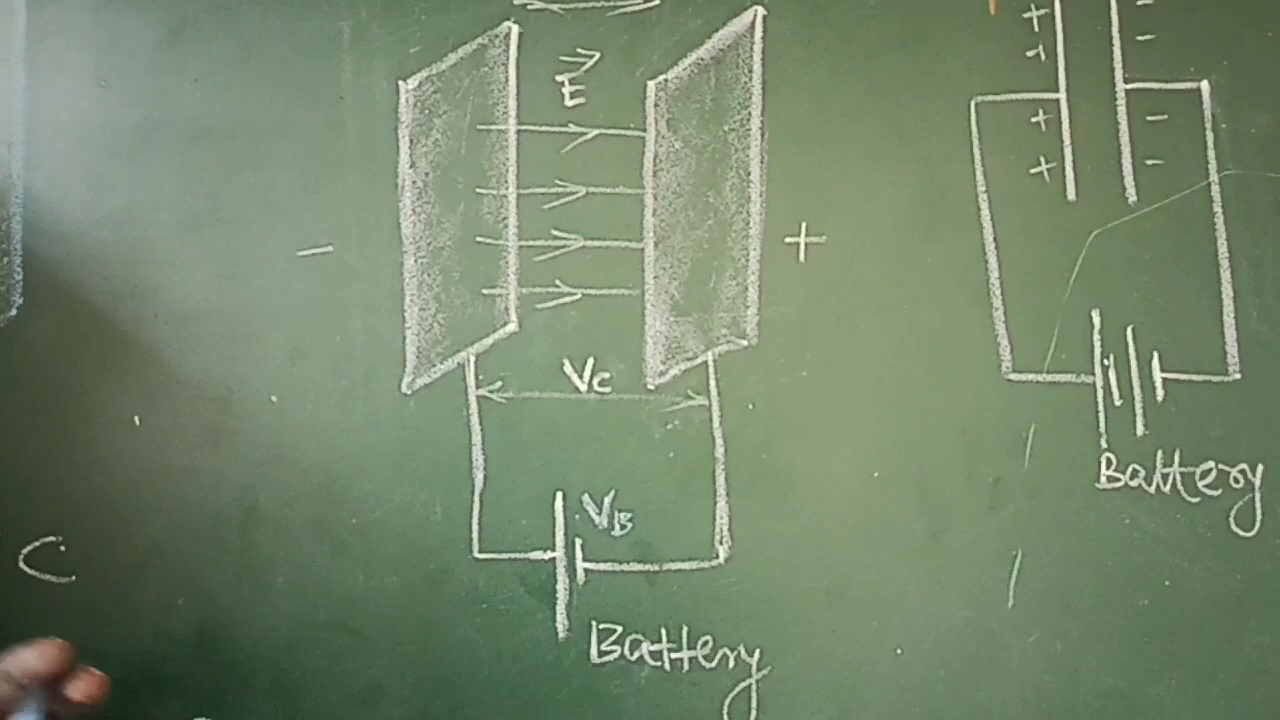 E
- +
Vc
VB
Battery
C
+ -
+ -
+ -
+ -
Battery